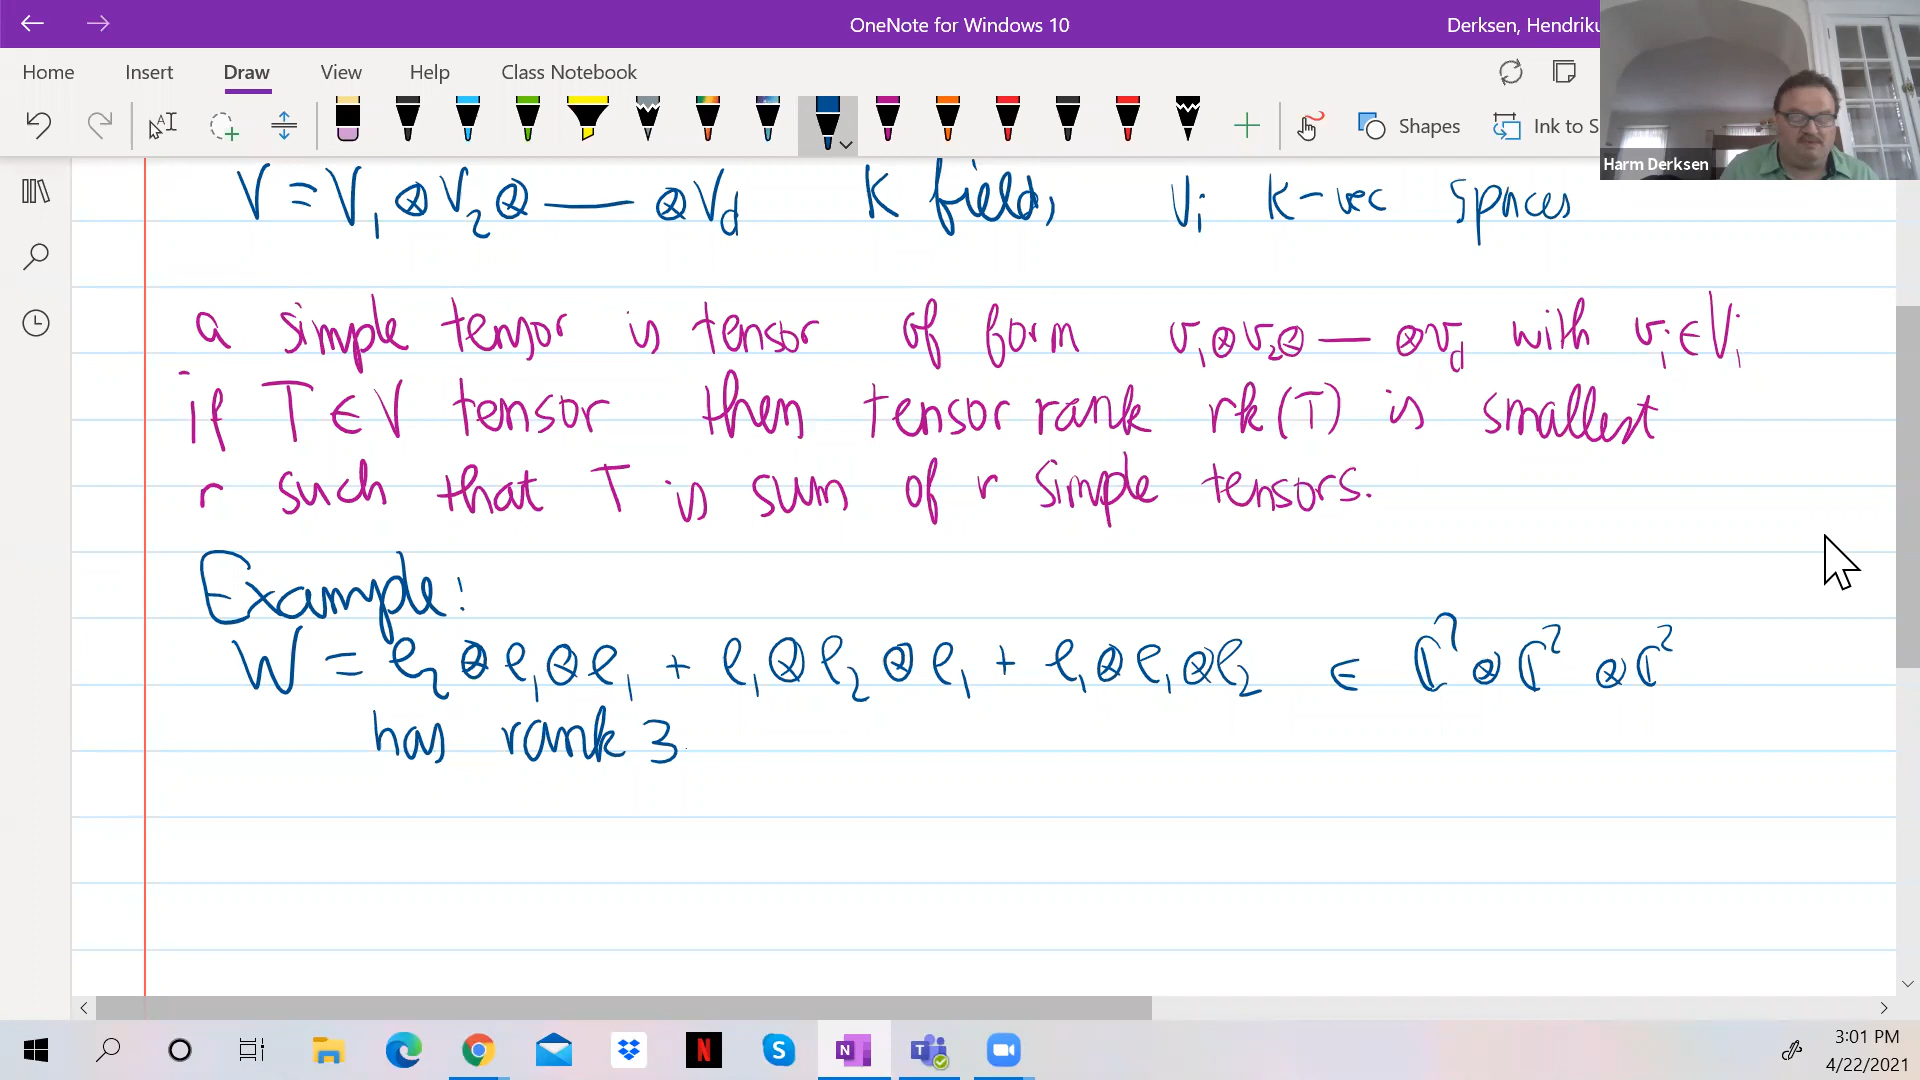 OneNote for Windows 10
Derksen, Hendriku
Home Insert Draw View Help Class Notebook
Shapes
Ink to S
Harm Derksen
V = V₁ ⊗ V₂ ⊗ — ⊗ V_d K field, V_i K-vec spaces
a simple tensor is tensor of form v₁⊗v₂⊗ — ⊗v_d with v_i ∈ V_i
if T ∈ V tensor then tensor rank rk(T) is smallest
r such that T is sum of r simple tensors.
Example:
W = e₂ ⊗ e₁ ⊗ e₁ + e₁ ⊗ e₂ ⊗ e₁ + e₁ ⊗ e₁ ⊗ e₂ ∈ ℂ² ⊗ ℂ² ⊗ ℂ²
has rank 3.
3:01 PM
4/22/2021